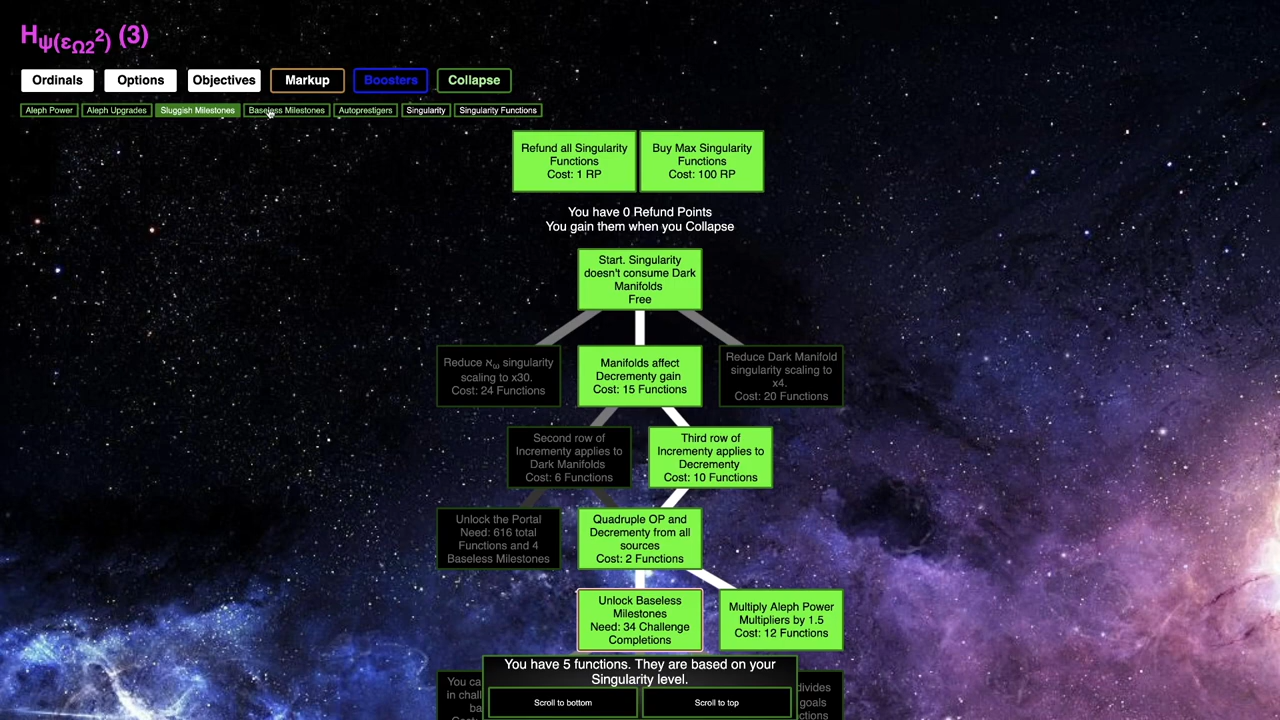 Hψ(εΩ2²) (3)
Ordinals Options Objectives Markup Boosters Collapse
Aleph Power Aleph Upgrades Sluggish Milestones Baseless Milestones Autoprestigers Singularity Singularity Functions
Refund all Singularity
Functions
Cost: 1 RP
Buy Max Singularity
Functions
Cost: 100 RP
You have 0 Refund Points
You gain them when you Collapse
Start. Singularity
doesn't consume Dark
Manifolds
Free
Reduce ℵω singularity
scaling to x30.
Cost: 24 Functions
Manifolds affect
Decrementy gain
Cost: 15 Functions
Reduce Dark Manifold
singularity scaling to
x4.
Cost: 20 Functions
Second row of
Incrementy applies to
Dark Manifolds
Cost: 6 Functions
Third row of
Incrementy applies to
Decrementy
Cost: 10 Functions
Unlock the Portal
Need: 616 total
Functions and 4
Baseless Milestones
Quadruple OP and
Decrementy from all
sources
Cost: 2 Functions
Unlock Baseless
Milestones
Need: 34 Challenge
Completions
Multiply Aleph Power
Multipliers by 1.5
Cost: 12 Functions
You have 5 functions. They are based on your
Singularity level.
Scroll to bottom Scroll to top